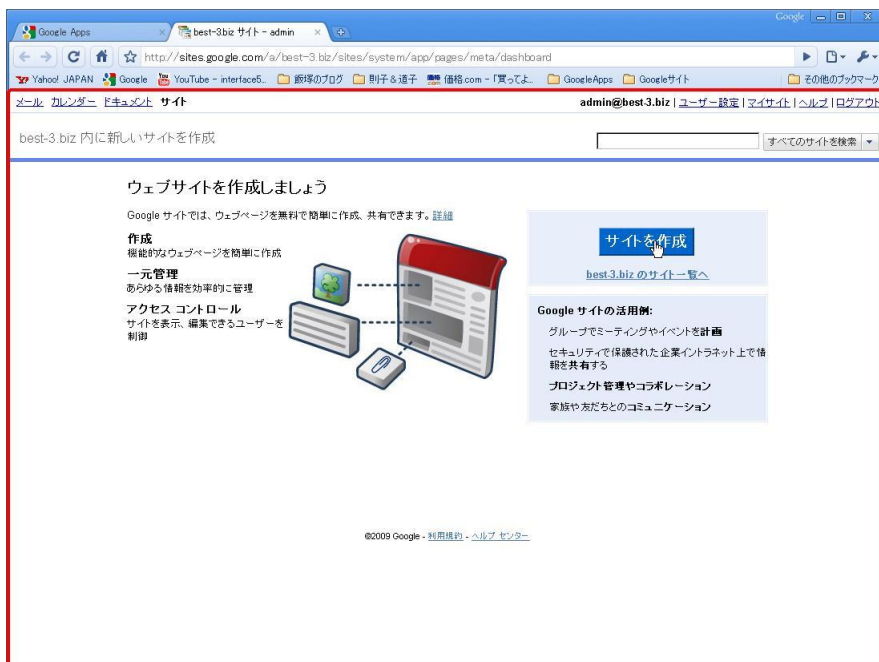 Google
Google Apps
best-3.biz サイト - admin
http://sites.google.com/a/best-3.biz/sites/system/app/pages/meta/dashboard
Yahoo! JAPAN Google YouTube - interface5... 飯塚のブログ 則子＆道子 価格.com -「買ってよ... GoogleApps Googleサイト その他のブックマーク
メール カレンダー ドキュメント サイト admin@best-3.biz | ユーザー設定 | マイサイト | ヘルプ | ログアウト
best-3.biz 内に新しいサイトを作成 すべてのサイトを検索
ウェブサイトを作成しましょう
Google サイトでは、ウェブページを無料で簡単に作成、共有できます。詳細
作成
機能的なウェブページを簡単に作成
一元管理
あらゆる情報を効率的に管理
アクセス コントロール
サイトを表示、編集できるユーザーを
制御
サイトを作成
best-3.biz のサイト一覧へ
Google サイトの活用例:
グループでミーティングやイベントを計画
セキュリティで保護された企業イントラネット上で情
報を共有する
プロジェクト管理やコラボレーション
家族や友だちとのコミュニケーション
©2009 Google - 利用規約 - ヘルプ センター